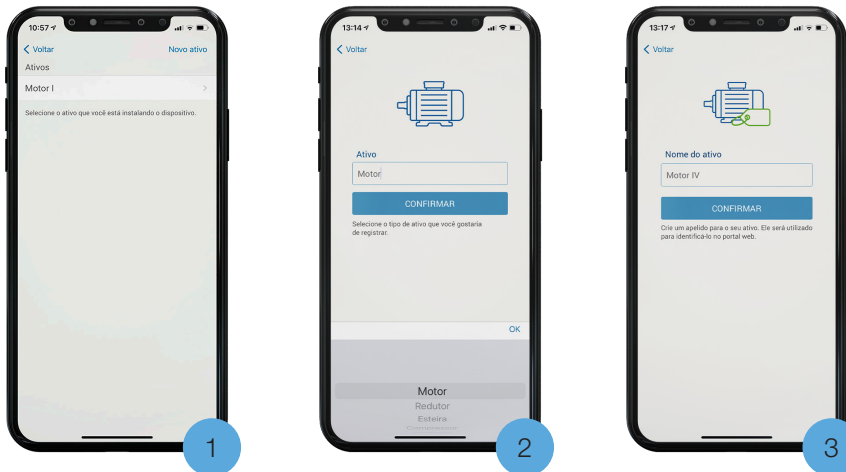 10:57
Voltar
Novo ativo
Ativos
Motor I
Selecione o ativo que você está instalando o dispositivo.
1
13:14
Voltar
Ativo
Motor
CONFIRMAR
Selecione o tipo de ativo que você gostaria
de registrar.
OK
Motor
Redutor
Esteira
2
13:17
Voltar
Nome do ativo
Motor IV
CONFIRMAR
Crie um apelido para o seu ativo. Ele será utilizado
para identificá-lo no portal web.
3